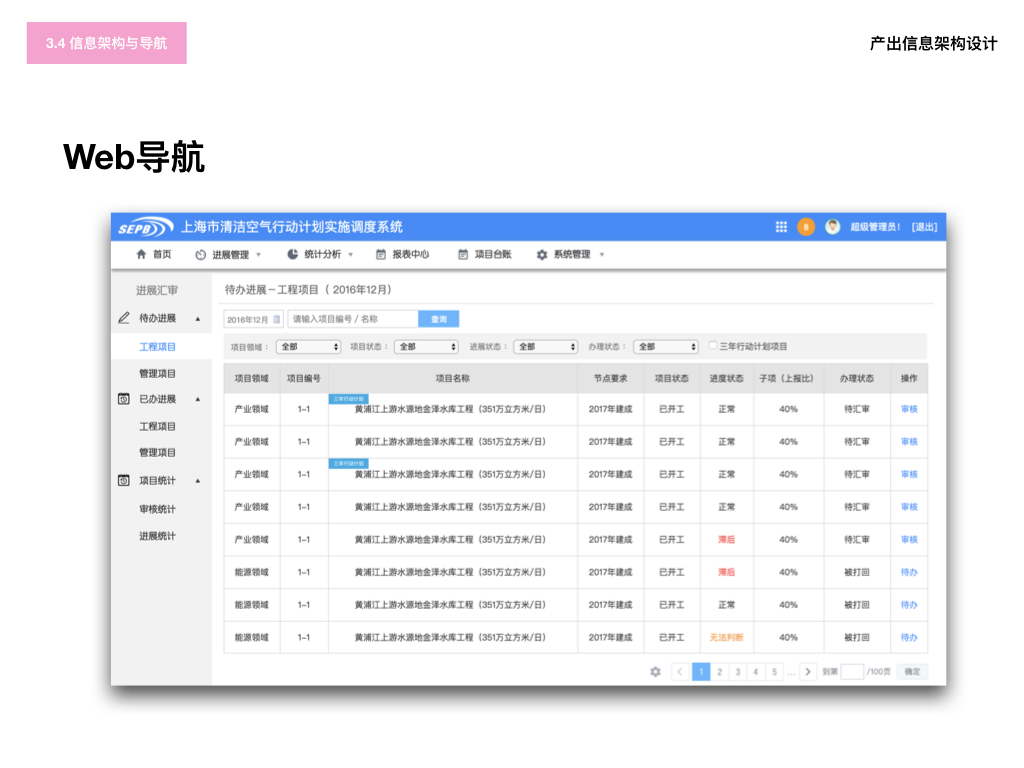 3.4 信息架构与导航
产出信息架构设计
Web导航
SEPB 上海市清洁空气行动计划实施调度系统 8 超级管理员! [退出]
首页 进展管理 统计分析 报表中心 项目台账 系统管理
进展汇审
待办进展
工程项目
管理项目
已办进展
工程项目
管理项目
项目统计
审核统计
进展统计
待办进展－工程项目（ 2016年12月）
2016年12月 请输入项目编号 / 名称 查询
项目领域： 全部 项目状态： 全部 进展状态： 全部 办理状态： 全部 三年行动计划项目
项目领域 项目编号 项目名称 节点要求 项目状态 进度状态 子项（上报比） 办理状态 操作
三年行动计划
产业领域 1-1 黄浦江上游水源地金泽水库工程（351万立方米/日） 2017年建成 已开工 正常 40% 待汇审 审核
产业领域 1-1 黄浦江上游水源地金泽水库工程（351万立方米/日） 2017年建成 已开工 正常 40% 待汇审 审核
三年行动计划
产业领域 1-1 黄浦江上游水源地金泽水库工程（351万立方米/日） 2017年建成 已开工 正常 40% 待汇审 审核
产业领域 1-1 黄浦江上游水源地金泽水库工程（351万立方米/日） 2017年建成 已开工 正常 40% 待汇审 审核
产业领域 1-1 黄浦江上游水源地金泽水库工程（351万立方米/日） 2017年建成 已开工 滞后 40% 待汇审 审核
能源领域 1-1 黄浦江上游水源地金泽水库工程（351万立方米/日） 2017年建成 已开工 滞后 40% 被打回 待办
能源领域 1-1 黄浦江上游水源地金泽水库工程（351万立方米/日） 2017年建成 已开工 正常 40% 被打回 待办
能源领域 1-1 黄浦江上游水源地金泽水库工程（351万立方米/日） 2017年建成 已开工 无法判断 40% 被打回 待办
1 2 3 4 5 ... 到第 /100页 确定